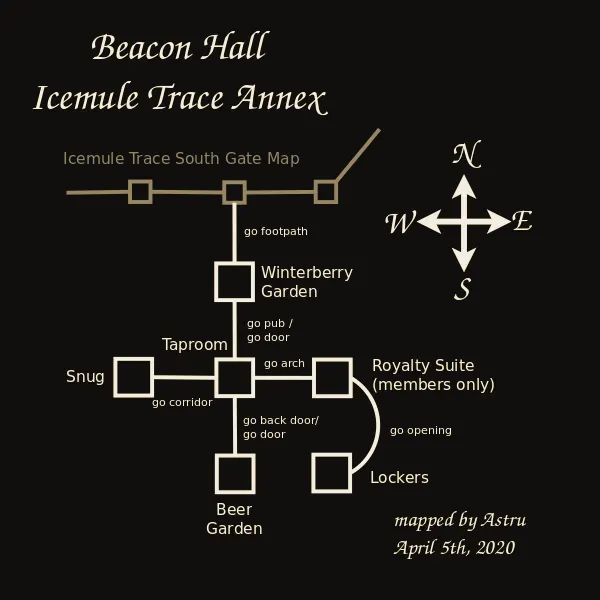 Beacon Hall
Icemule Trace Annex
Icemule Trace South Gate Map
N
W
E
S
go footpath
Winterberry
Garden
go pub /
go door
Taproom
go arch
Royalty Suite
(members only)
Snug
go corridor
go back door/
go door
go opening
Lockers
Beer
Garden
mapped by Astru
April 5th, 2020